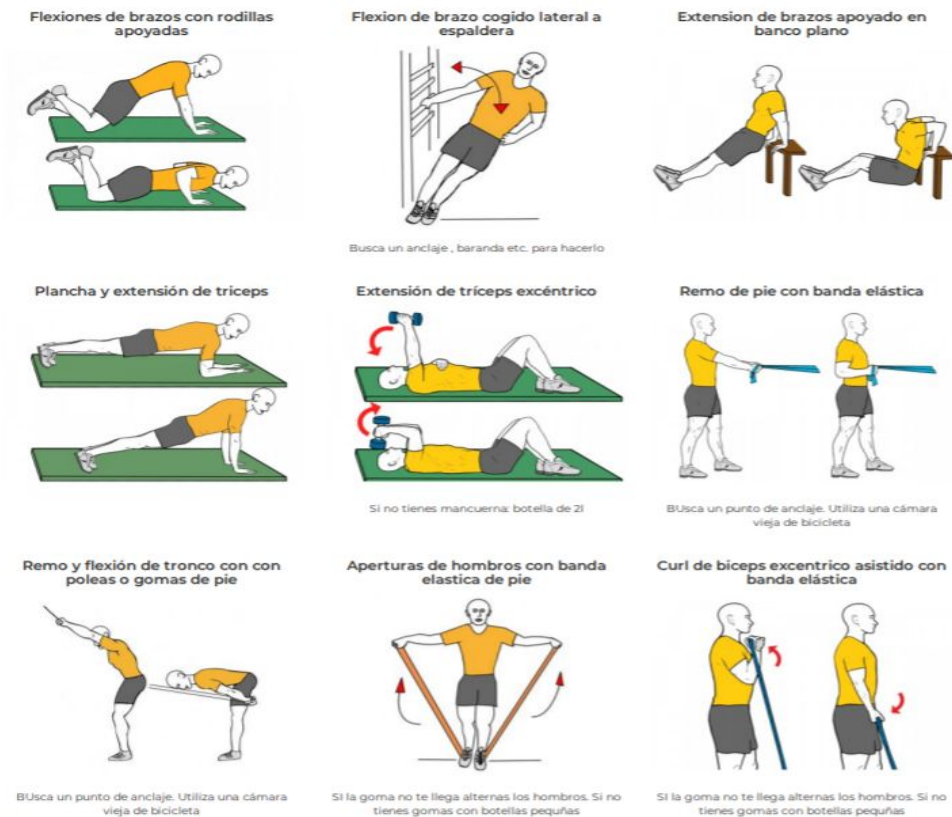 Flexiones de brazos con rodillas
apoyadas
Flexion de brazo cogido lateral a
espaldera
Extension de brazos apoyado en
banco plano
Busca un anclaje , baranda etc. para hacerlo
Plancha y extensión de triceps
Extensión de tríceps excéntrico
Remo de pie con banda elástica
Si no tienes mancuerna: botella de 2l
BUsca un punto de anclaje. Utiliza una cámara
vieja de bicicleta
Remo y flexión de tronco con con
poleas o gomas de pie
Aperturas de hombros con banda
elastica de pie
Curl de biceps excentrico asistido con
banda elástica
BUsca un punto de anclaje. Utiliza una cámara
vieja de bicicleta
SI la goma no te llega alternas los hombros. Si no
tienes gomas con botellas pequñas
SI la goma no te llega alternas los hombros. Si no
tienes gomas con botellas pequñas